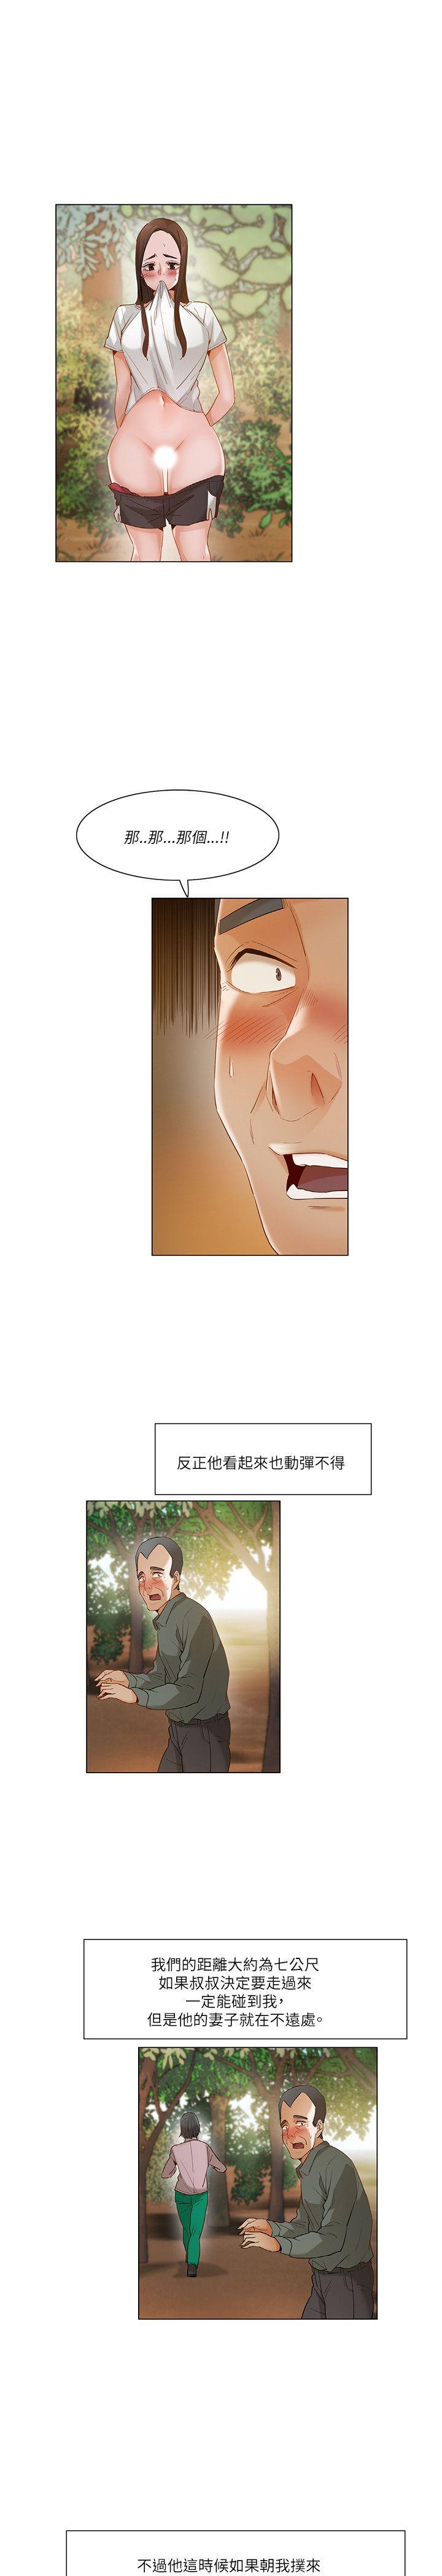 那..那...那個...!!
反正他看起來也動彈不得
我們的距離大約為七公尺
如果叔叔決定要走過來
一定能碰到我，
但是他的妻子就在不遠處。
不過他這時候如果朝我撲來